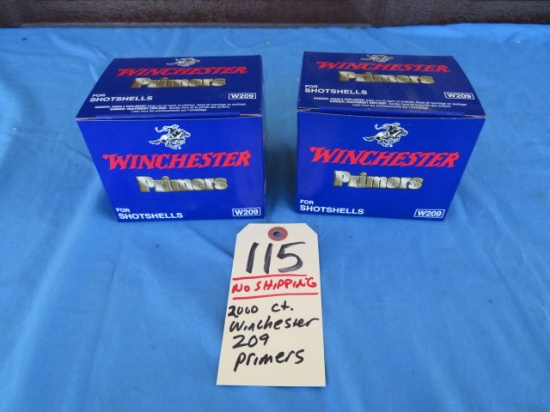 WINCHESTER
Primers
FOR
SHOTSHELLS
W209
WINCHESTER
Primers
FOR
SHOTSHELLS
W209
WINCHESTER
Primers
FOR
SHOTSHELLS
W209
WINCHESTER
Primers
FOR
SHOTSHELLS
W209
115
NO SHIPPING
2000 ct.
Winchester
209
primers